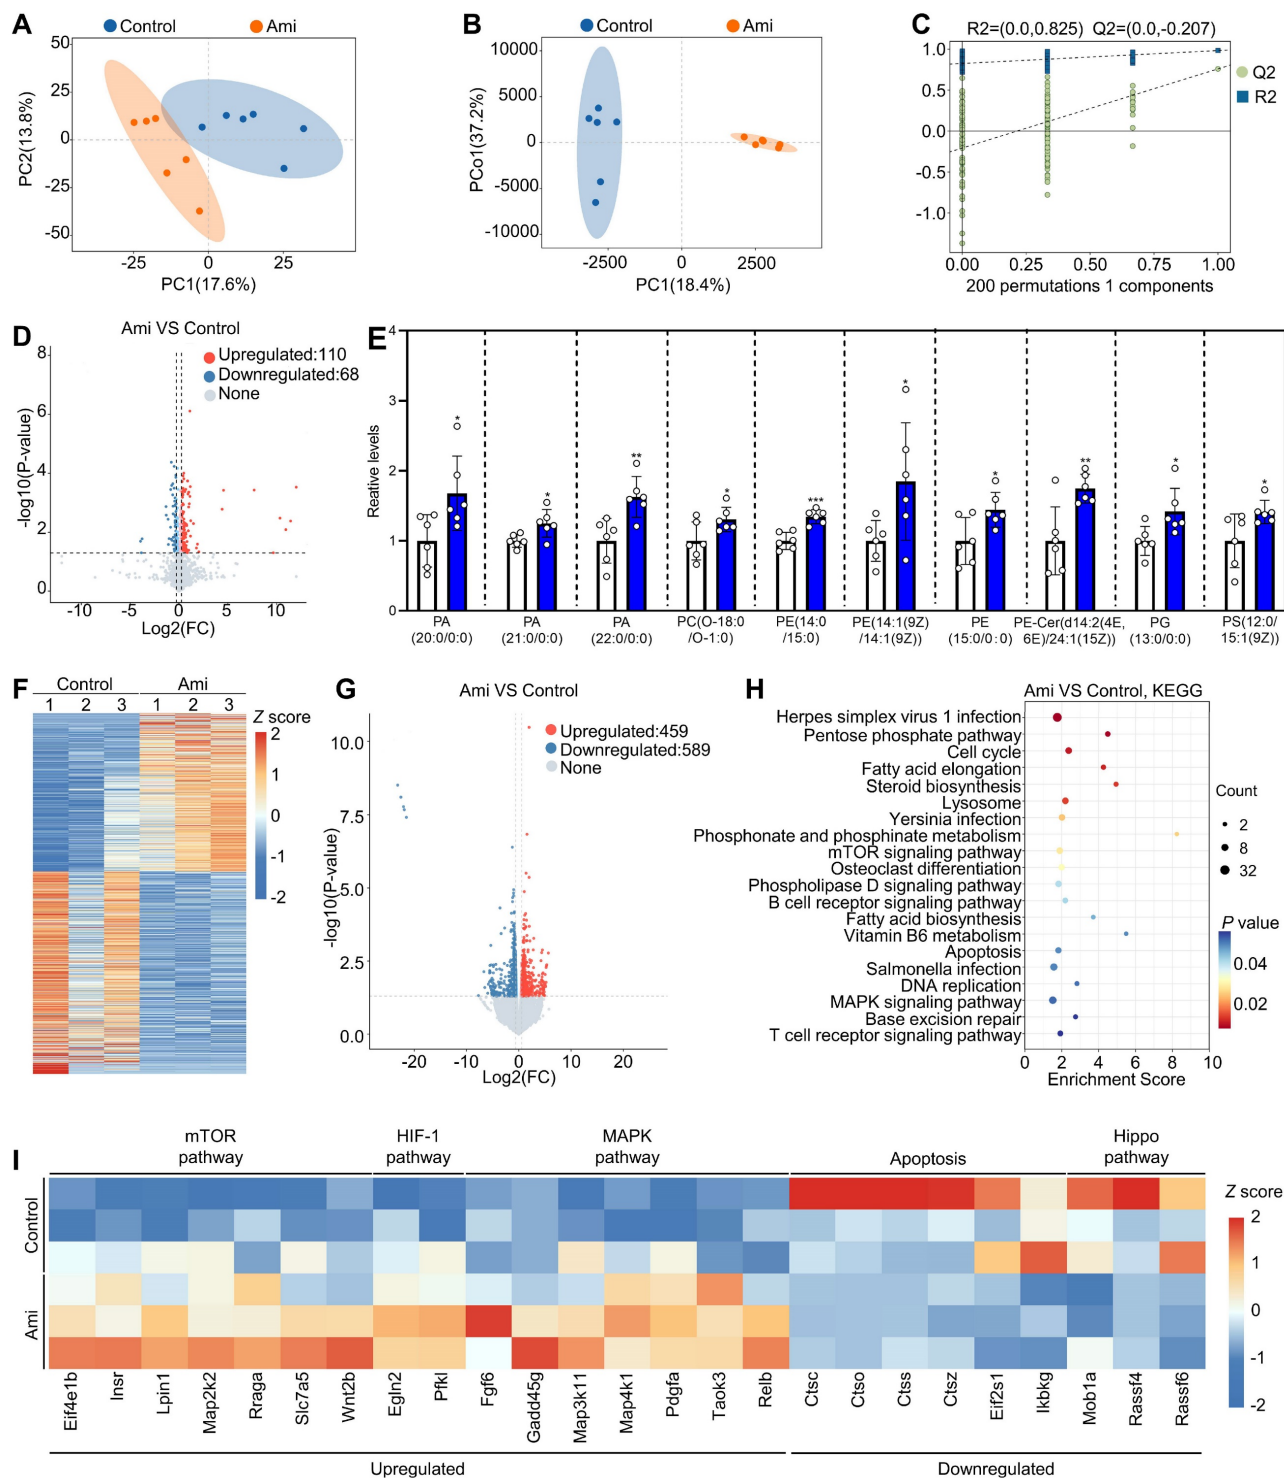 A
Control
Ami
50
25
0
-25
-50
PC2(13.8%)
-25
0
25
PC1(17.6%)
B
Control
Ami
10000
5000
0
-5000
-10000
PCo1(37.2%)
-2500
0
2500
PC1(18.4%)
C
R2=(0.0,0.825) Q2=(0.0,-0.207)
1.0
0.5
0.0
-0.5
-1.0
Q2
R2
0.00
0.25
0.50
0.75
1.00
200 permutations 1 components
D
Ami VS Control
Upregulated:110
Downregulated:68
None
8
6
4
2
0
-log10(P-value)
-10
-5
0
5
10
Log2(FC)
E
4
3
2
1
0
Reative levels
*
*
**
*
***
*
*
**
*
*
PA
(20:0/0:0)
PA
(21:0/0:0)
PA
(22:0/0:0)
PC(O-18:0
/O-1:0)
PE(14:0
/15:0)
PE(14:1(9Z)
/14:1(9Z))
PE
(15:0/0:0)
PE-Cer(d14:2(4E,
6E)/24:1(15Z))
PG
(13:0/0:0)
PS(12:0/
15:1(9Z))
F
Control
Ami
1
2
3
1
2
3
Z score
2
1
0
-1
-2
G
Ami VS Control
Upregulated:459
Downregulated:589
None
10.0
7.5
5.0
2.5
0.0
-log10(P-value)
-20
-10
0
10
20
Log2(FC)
H
Ami VS Control, KEGG
Herpes simplex virus 1 infection
Pentose phosphate pathway
Cell cycle
Fatty acid elongation
Steroid biosynthesis
Lysosome
Yersinia infection
Phosphonate and phosphinate metabolism
mTOR signaling pathway
Osteoclast differentiation
Phospholipase D signaling pathway
B cell receptor signaling pathway
Fatty acid biosynthesis
Vitamin B6 metabolism
Apoptosis
Salmonella infection
DNA replication
MAPK signaling pathway
Base excision repair
T cell receptor signaling pathway
0
2
4
6
8
10
Enrichment Score
Count
2
8
32
P value
0.04
0.02
I
mTOR
pathway
HIF-1
pathway
MAPK
pathway
Apoptosis
Hippo
pathway
Control
Ami
Z score
2
1
0
-1
-2
Eif4e1b
Insr
Lpin1
Map2k2
Rraga
Slc7a5
Wnt2b
Egln2
Pfkl
Fgf6
Gadd45g
Map3k11
Map4k1
Pdgfa
Taok3
Relb
Ctsc
Ctso
Ctss
Ctsz
Eif2s1
Ikbkg
Mob1a
Rassf4
Rassf6
Upregulated
Downregulated